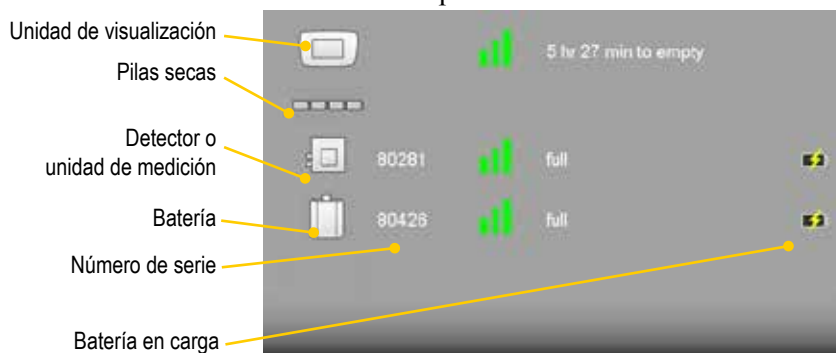 Unidad de visualización
5 hr 27 min to empty
Pilas secas
Detector o
unidad de medición
80281
full
Batería
80426
full
Número de serie
Batería en carga